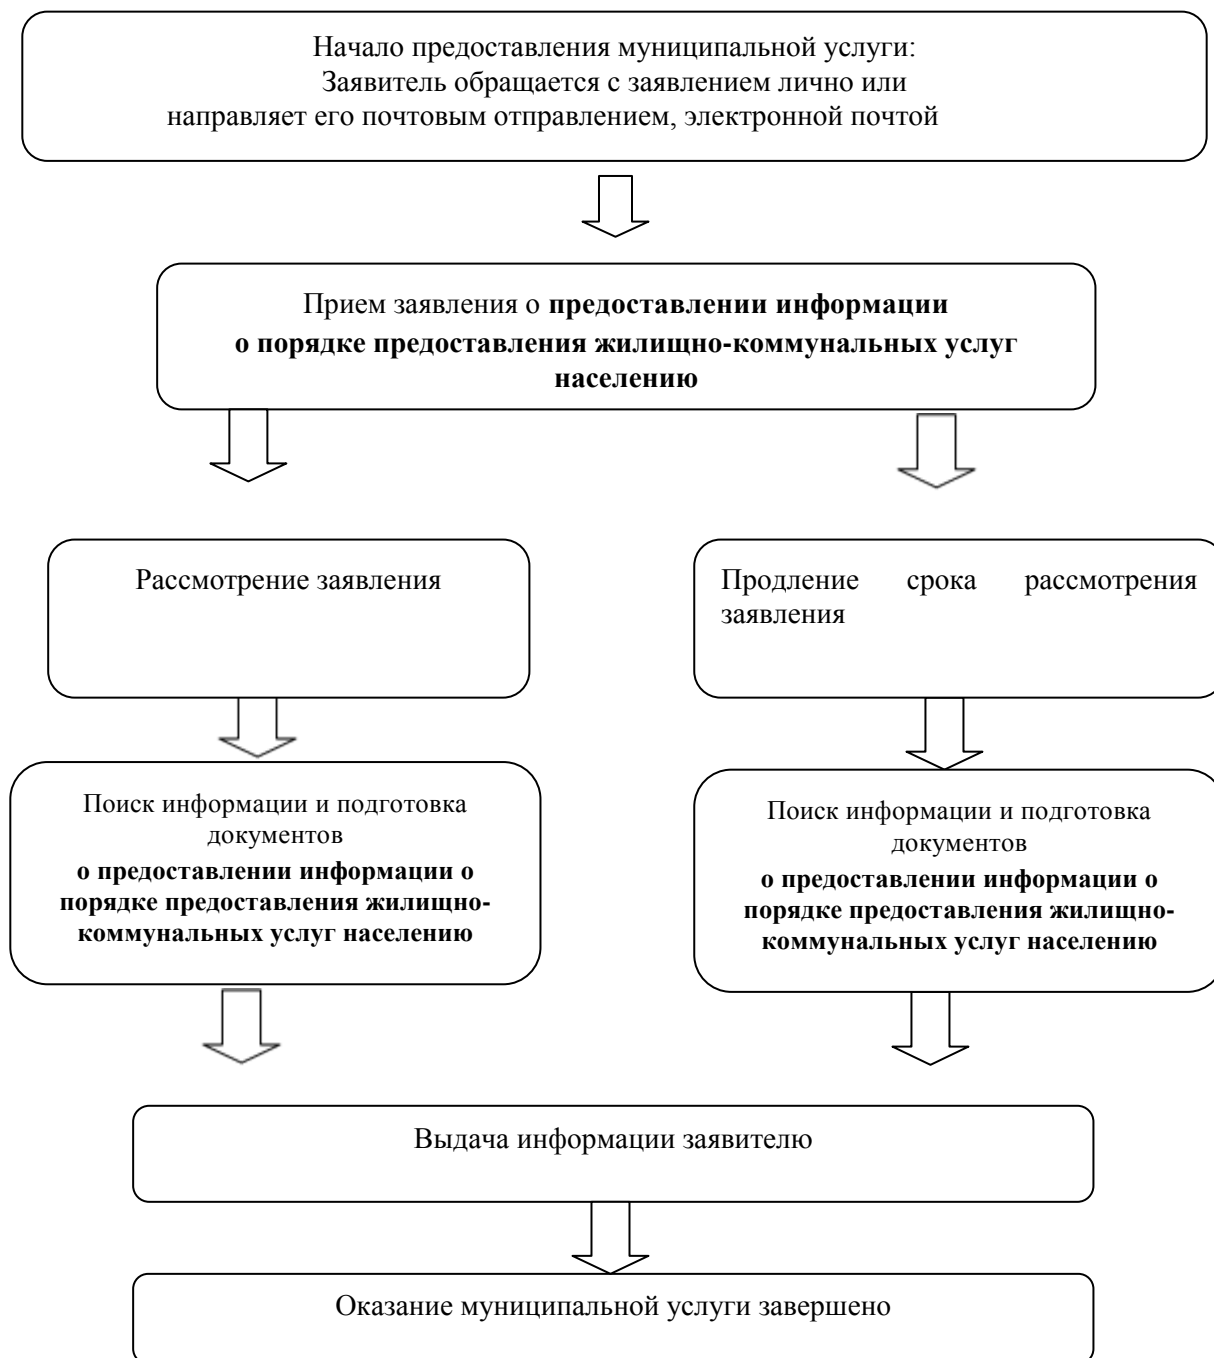 Начало предоставления муниципальной услуги:
Заявитель обращается с заявлением лично или
направляет его почтовым отправлением, электронной почтой
Прием заявления о предоставлении информации
о порядке предоставления жилищно-коммунальных услуг
населению
Рассмотрение заявления
Продление срока рассмотрения
заявления
Поиск информации и подготовка
документов
о предоставлении информации о
порядке предоставления жилищно-
коммунальных услуг населению
Поиск информации и подготовка
документов
о предоставлении информации о
порядке предоставления жилищно-
коммунальных услуг населению
Выдача информации заявителю
Оказание муниципальной услуги завершено